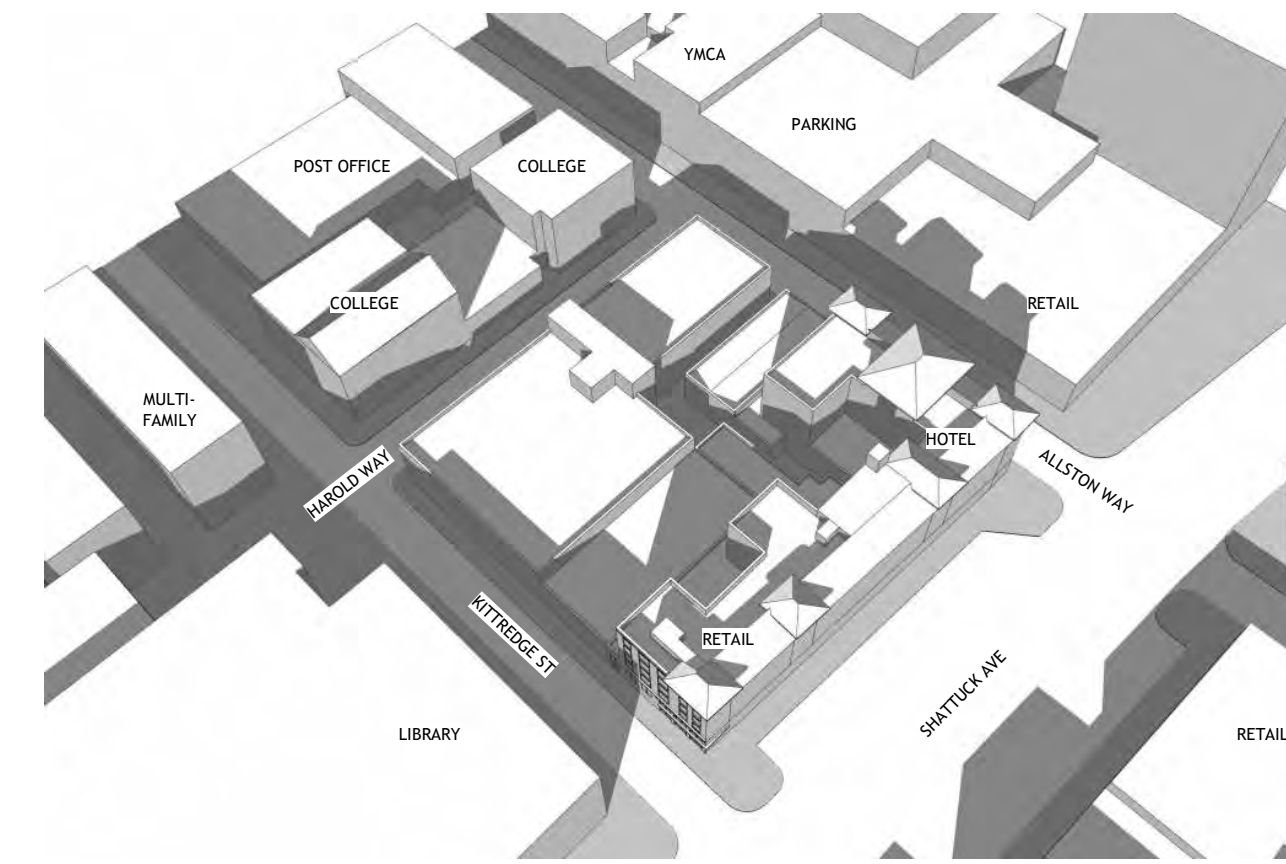 YMCA
PARKING
POST OFFICE
COLLEGE
COLLEGE
RETAIL
MULTI-
FAMILY
HOTEL
HAROLD WAY
ALLSTON WAY
KITTREDGE ST
RETAIL
SHATTUCK AVE
LIBRARY
RETAIL